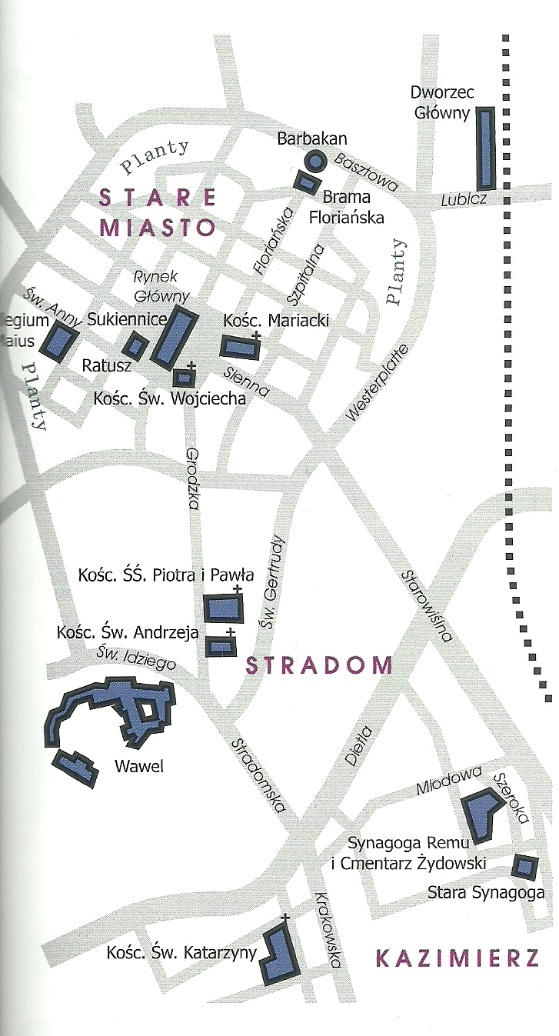 Dworzec
Główny
Barbakan
Planty
Basztowa
Lubicz
STARE
MIASTO
Brama
Floriańska
Floriańska
Szpitalna
Planty
Rynek
Główny
Św. Anny
Sukiennice
Kośc. Mariacki
Ratusz
Sienna
Planty
Kośc. Św. Wojciecha
Westerplatte
Grodzka
Kośc. ŚŚ. Piotra i Pawła
Św. Gertrudy
Starowiślna
Kośc. Św. Andrzeja
Św. Idziego
STRADOM
Wawel
Stradomska
Dietla
Miodowa
Szeroka
Synagoga Remu
i Cmentarz Żydowski
Stara Synagoga
Krakowska
Kośc. Św. Katarzyny
KAZIMIERZ